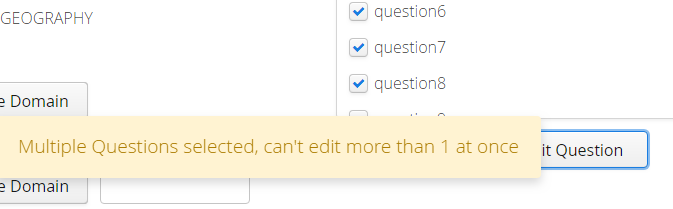 GEOGRAPHY
question6
question7
question8
e Domain
Multiple Questions selected, can't edit more than 1 at once
it Question
e Domain